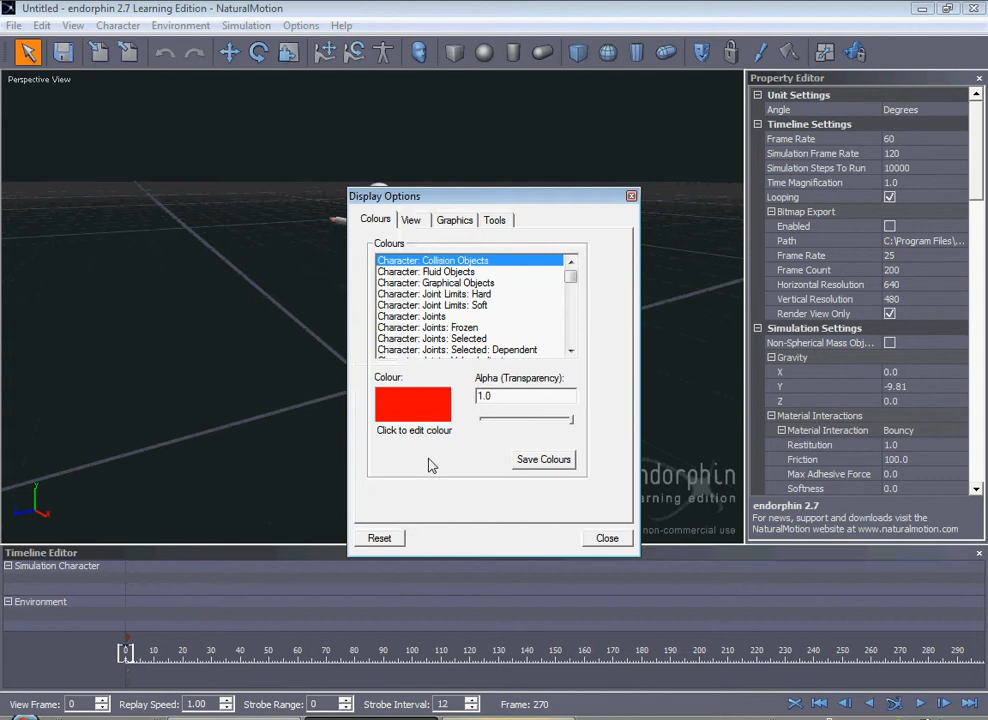 Untitled - endorphin 2.7 Learning Edition - NaturalMotion
File Edit View Character Environment Simulation Options Help
Perspective View
Property Editor
Unit Settings
Angle Degrees
Timeline Settings
Frame Rate 60
Simulation Frame Rate 120
Simulation Steps To Run 10000
Time Magnification 1.0
Looping
Bitmap Export
Enabled
Path C:\Program Files\...
Frame Rate 25
Frame Count 200
Horizontal Resolution 640
Vertical Resolution 480
Render View Only
Simulation Settings
Non-Spherical Mass Obj...
Gravity
X 0.0
Y -9.81
Z 0.0
Material Interactions
Material Interaction Bouncy
Restitution 1.0
Friction 100.0
Max Adhesive Force 0.0
Softness 0.0
endorphin 2.7
For news, support and downloads visit the
NaturalMotion website at www.naturalmotion.com
Display Options
Colours View Graphics Tools
Colours
Character: Collision Objects
Character: Fluid Objects
Character: Graphical Objects
Character: Joint Limits: Hard
Character: Joint Limits: Soft
Character: Joints
Character: Joints: Frozen
Character: Joints: Selected
Character: Joints: Selected: Dependent
Colour: Alpha (Transparency):
1.0
Click to edit colour
Save Colours
Reset Close
ndorphin
earning edition
non-commercial use
y
x
z
Timeline Editor
Simulation Character
Environment
0 10 20 30 40 50 60 70 80 90 100 110 120 130 140 150 160 170 180 190 200 210 220 230 240 250 260 270 280 290
View Frame: 0 Replay Speed: 1.00 Strobe Range: 0 Strobe Interval: 12 Frame: 270